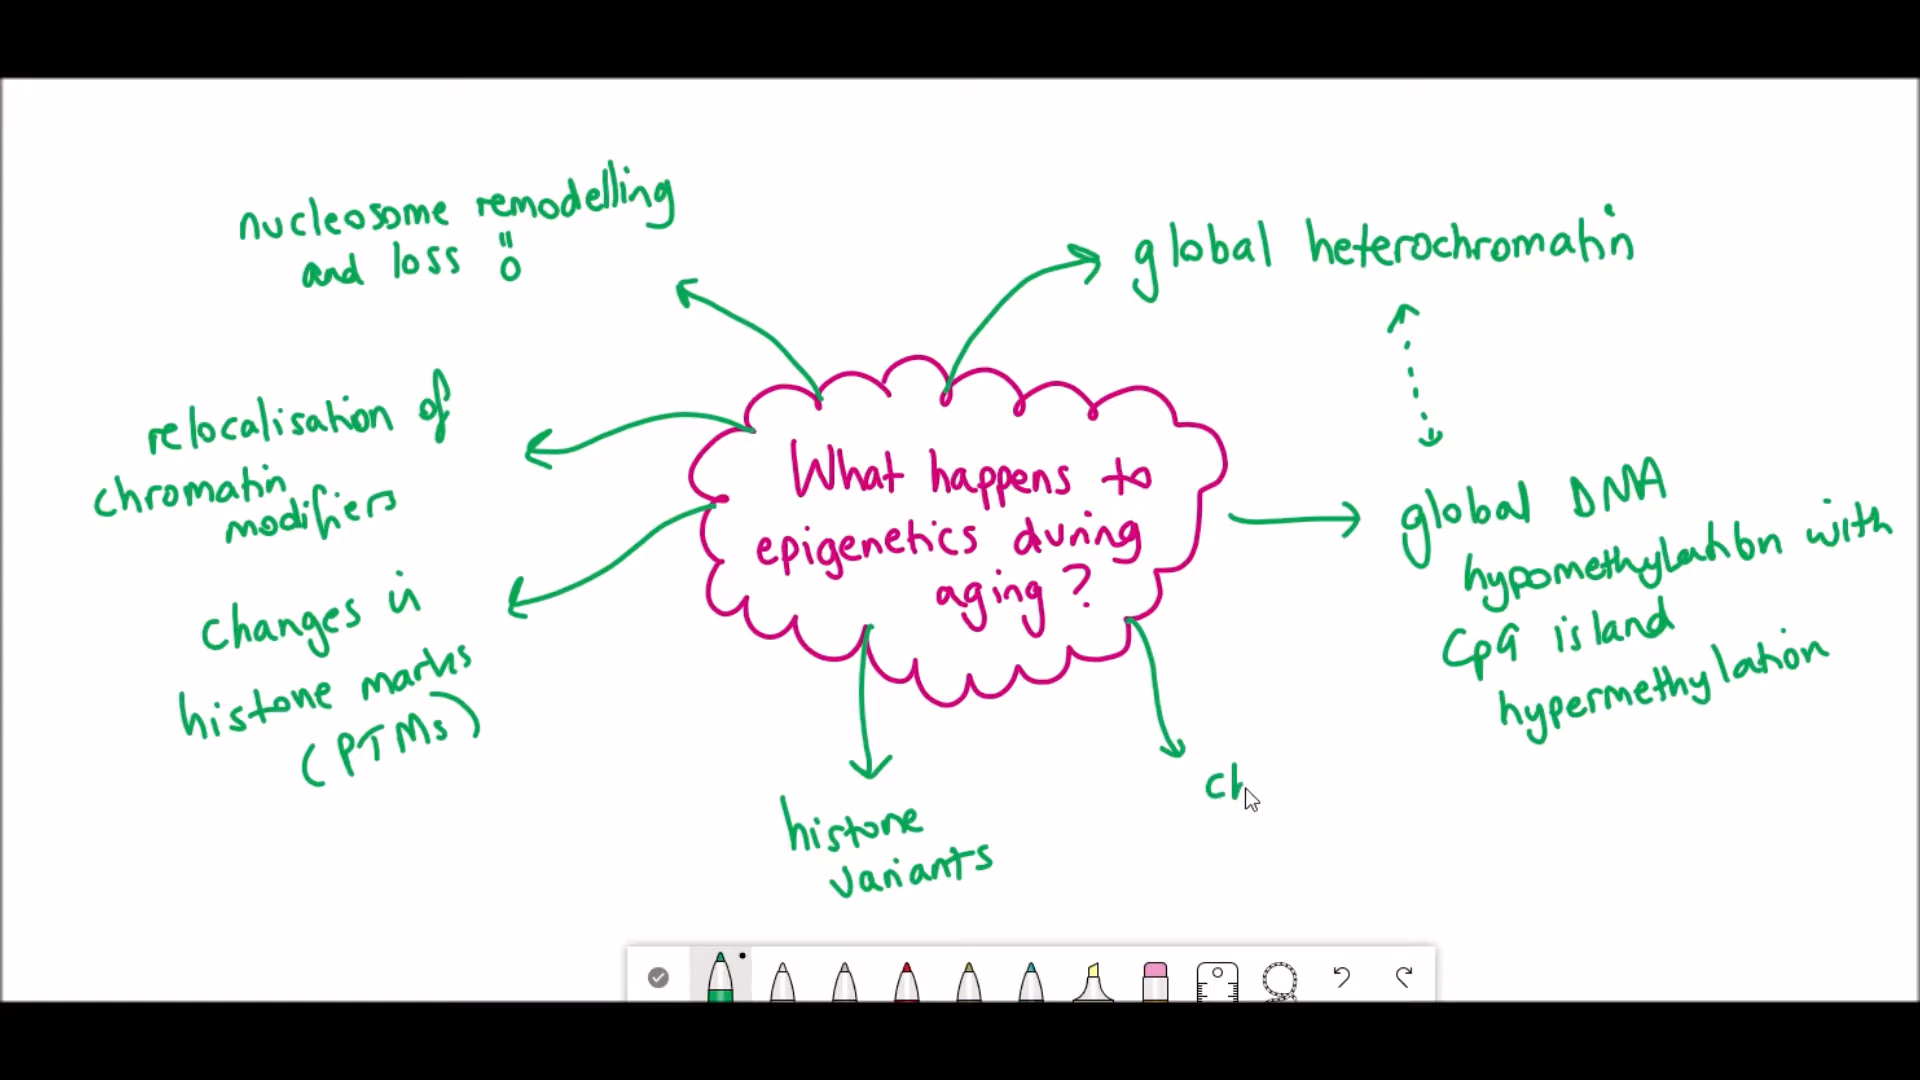 What happens to
epigenetics during
aging?
nucleosome remodelling
and loss
global heterochromatin
relocalisation of
chromatin
modifiers
global DNA
hypomethylation with
CpG island
hypermethylation
changes in
histone marks
(PTMs)
histone
variants
ch